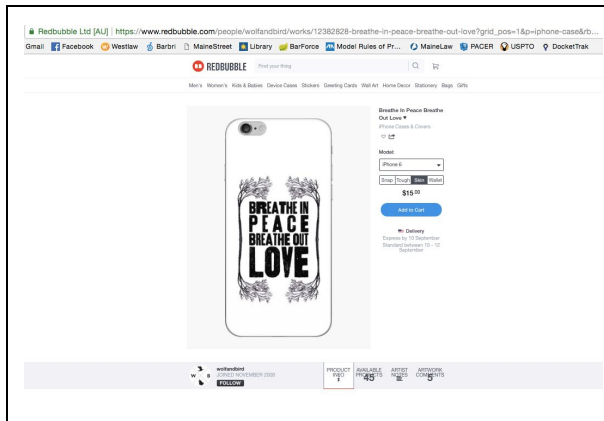 Redbubble Ltd [AU] | https://www.redbubble.com/people/wolfandbird/works/12382828-breathe-in-peace-breathe-out-love?grid_pos=1&p=iphone-case&rb...
Gmail Facebook Westlaw Barbri MaineStreet Library BarForce Model Rules of Pr... MaineLaw PACER USPTO DocketTrak
REDBUBBLE Find your thing
Men's Women's Kids & Babies Device Cases Stickers Greeting Cards Wall Art Home Decor Stationery Bags Gifts
BREATHE IN
PEACE
BREATHE OUT
LOVE
Breathe In Peace Breathe
Out Love ♥
iPhone Cases & Covers
Model:
iPhone 6
Snap Tough Skin Wallet
$15.00
Add to Cart
Delivery
Express by 10 September
Standard between 10 - 12
September
W B
wolfandbird
JOINED NOVEMBER 2009
FOLLOW
PRODUCT
INFO
AVAILABLE
PRODUCTS
45
ARTIST
NOTES
ARTWORK
COMMENTS
5